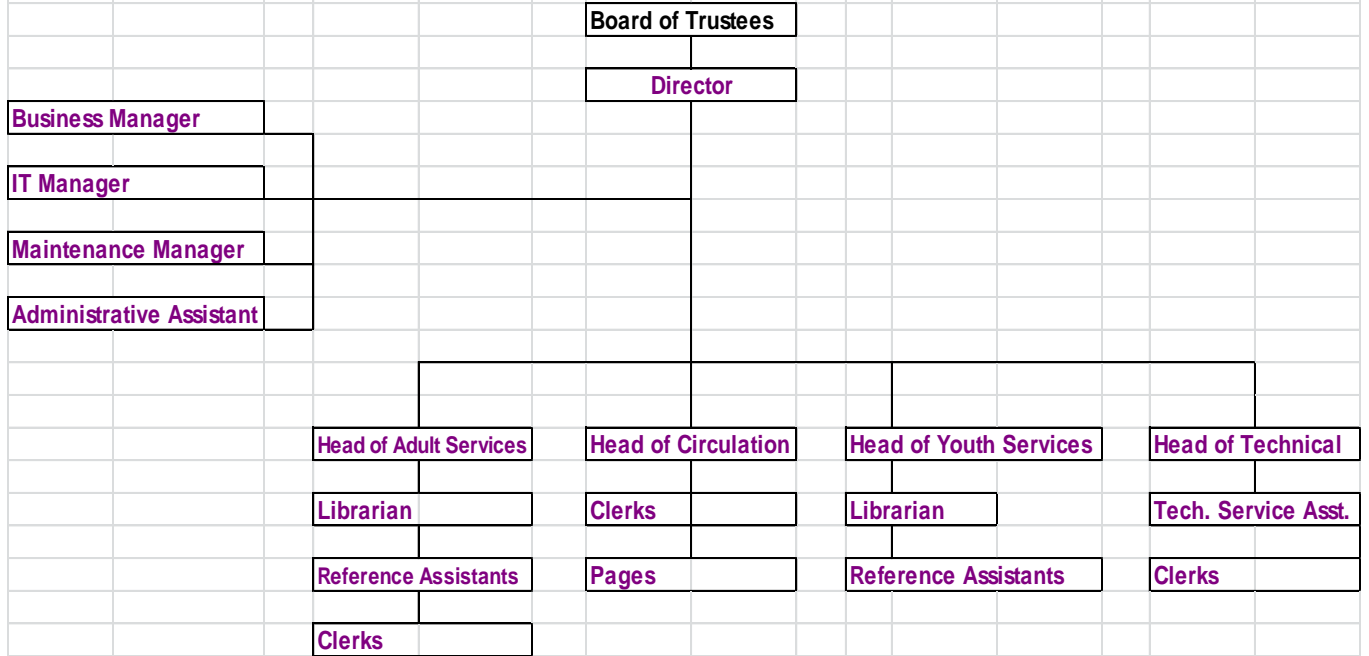 Board of Trustees
Director
Business Manager
IT Manager
Maintenance Manager
Administrative Assistant
Head of Adult Services
Head of Circulation
Head of Youth Services
Head of Technical
Librarian
Clerks
Librarian
Tech. Service Asst.
Reference Assistants
Pages
Reference Assistants
Clerks
Clerks